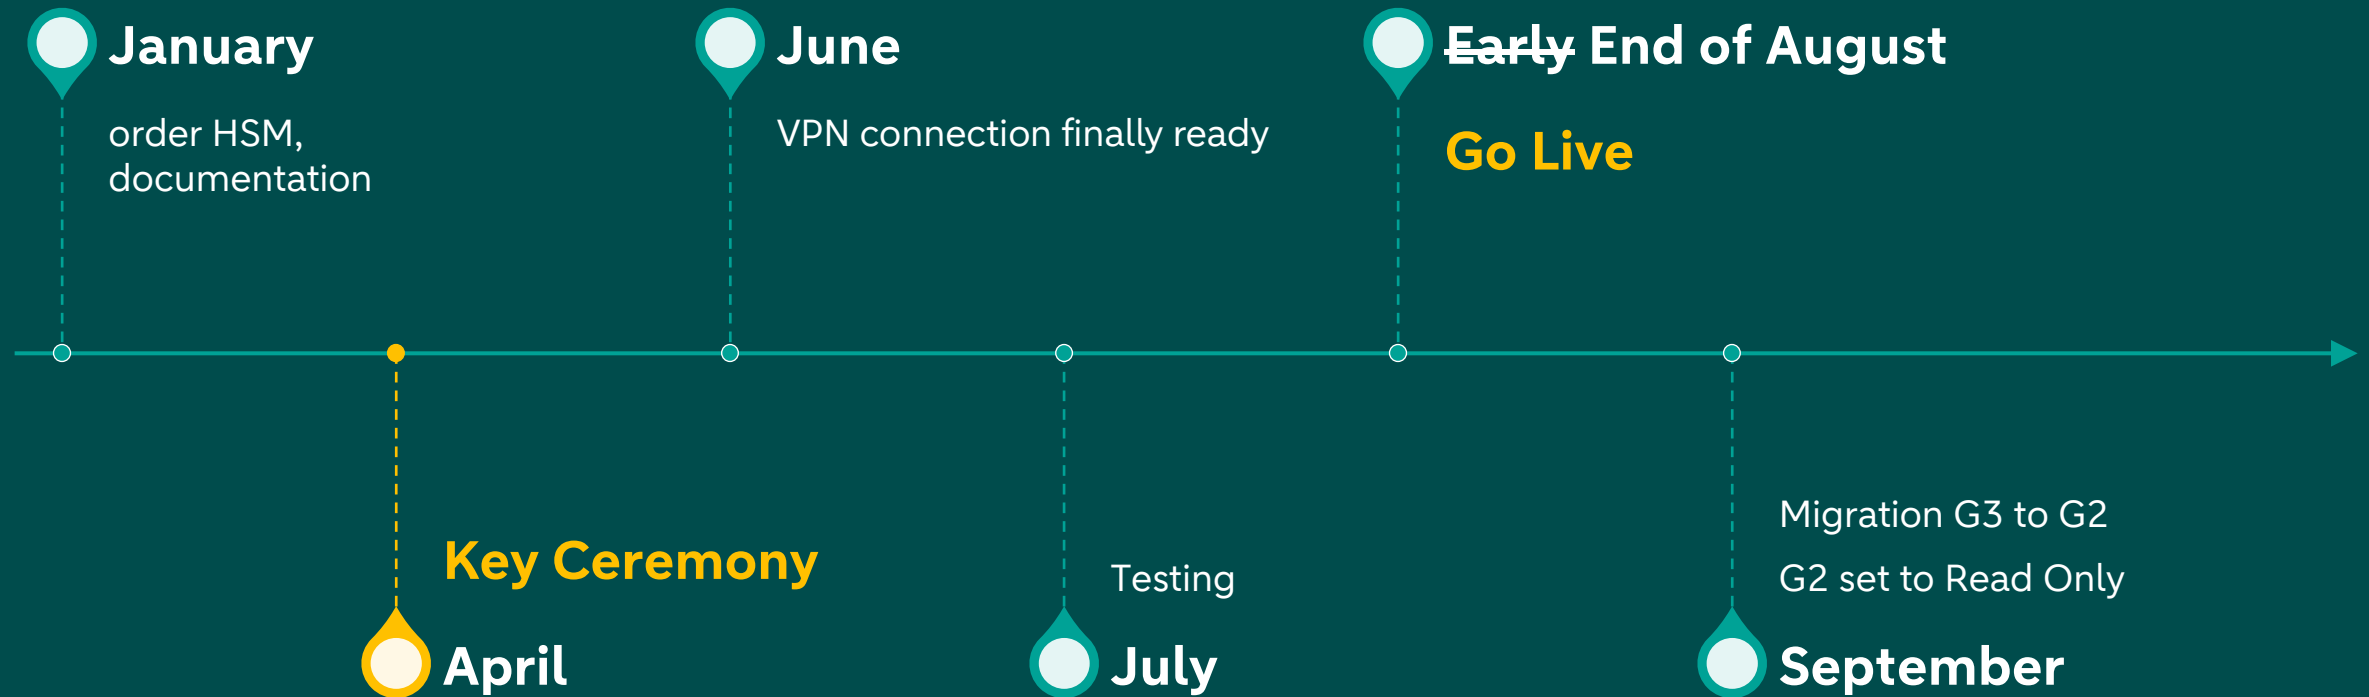 January
order HSM,
documentation
June
VPN connection finally ready
Early End of August
Go Live
Key Ceremony
April
Testing
July
Migration G3 to G2
G2 set to Read Only
September